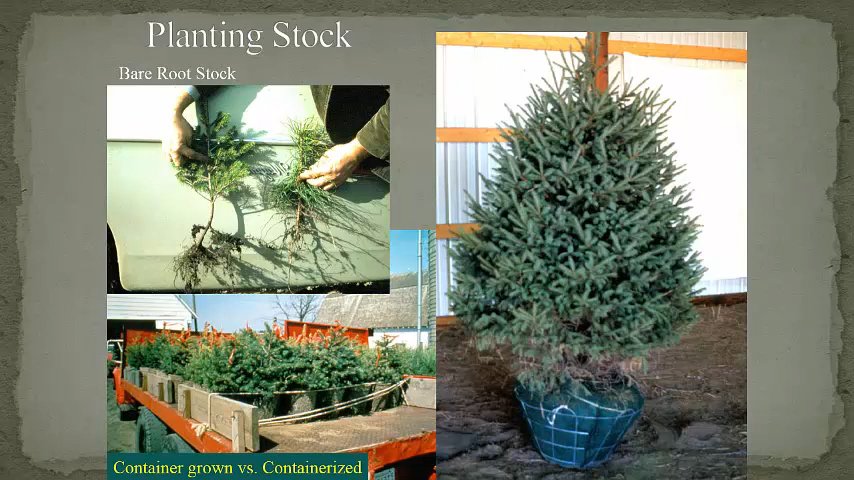 Planting Stock
Bare Root Stock
Container grown vs. Containerized